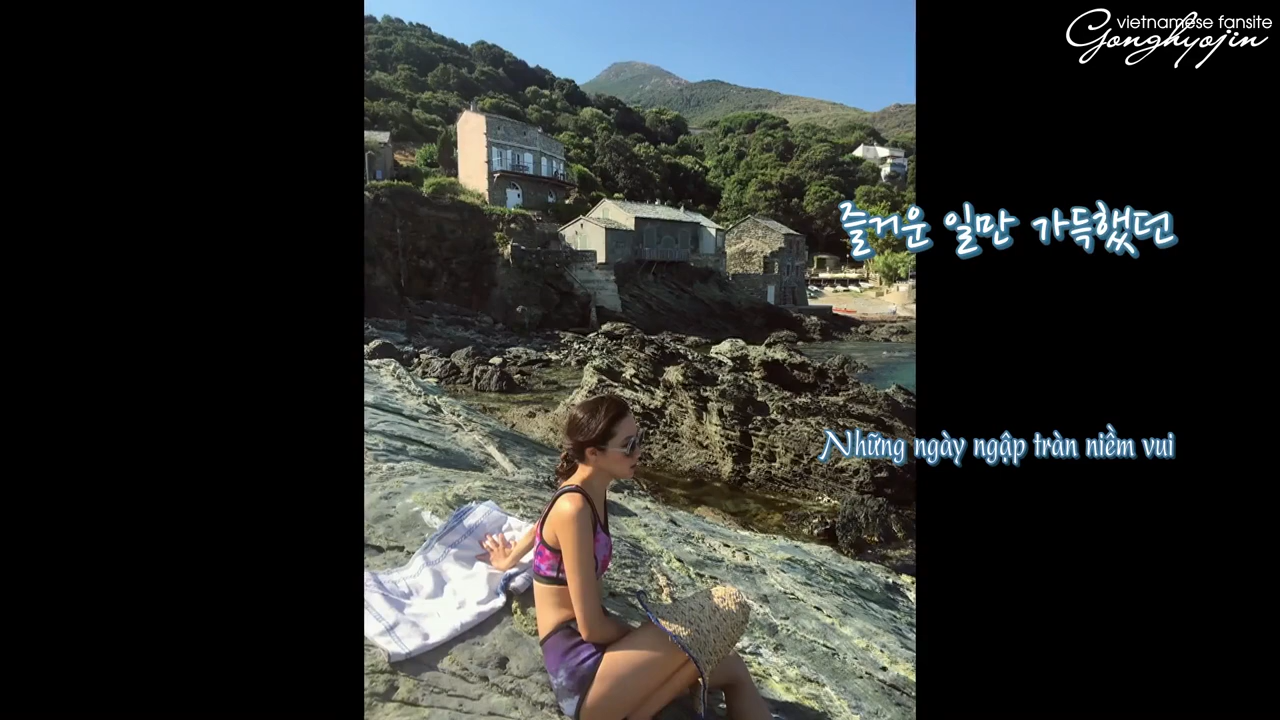 vietnamese fansite
Gonghyojin
즐거운 일만 가득했던
Những ngày ngập tràn niềm vui